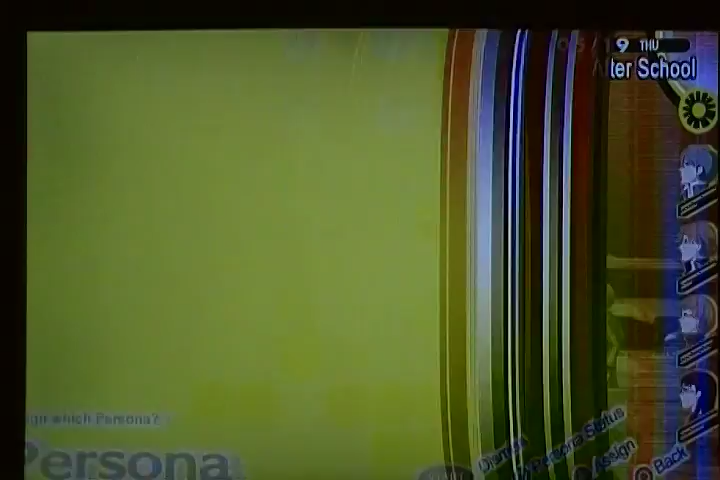 9 THU
ter School
ign which Persona?
Persona
Dismiss
Persona Status
Assign
Back